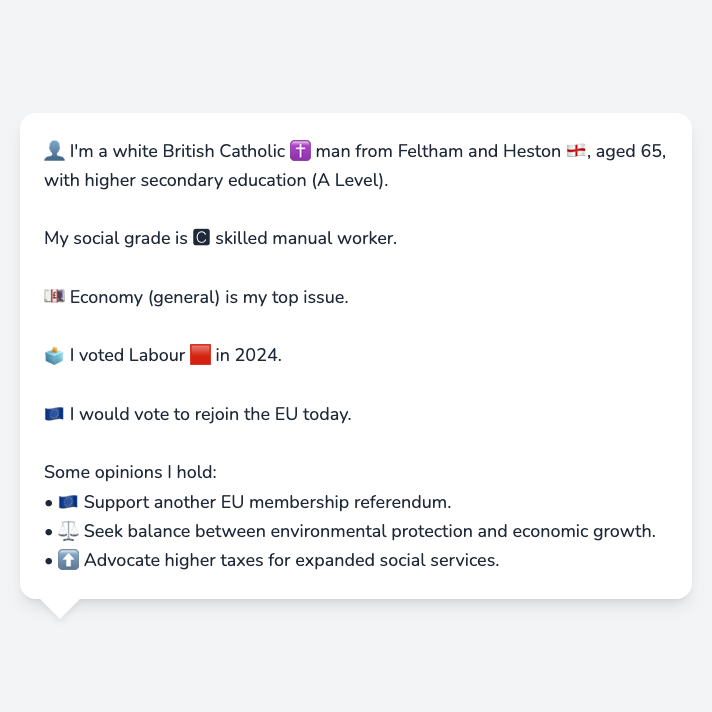 👤 I'm a white British Catholic ✝️ man from Feltham and Heston 🏴󠁧󠁢󠁥󠁮󠁧󠁿, aged 65,
with higher secondary education (A Level).
My social grade is 🅲 skilled manual worker.
💷 Economy (general) is my top issue.
🗳️ I voted Labour 🟥 in 2024.
🇪🇺 I would vote to rejoin the EU today.
Some opinions I hold:
• 🇪🇺 Support another EU membership referendum.
• ⚖️ Seek balance between environmental protection and economic growth.
• ⬆️ Advocate higher taxes for expanded social services.